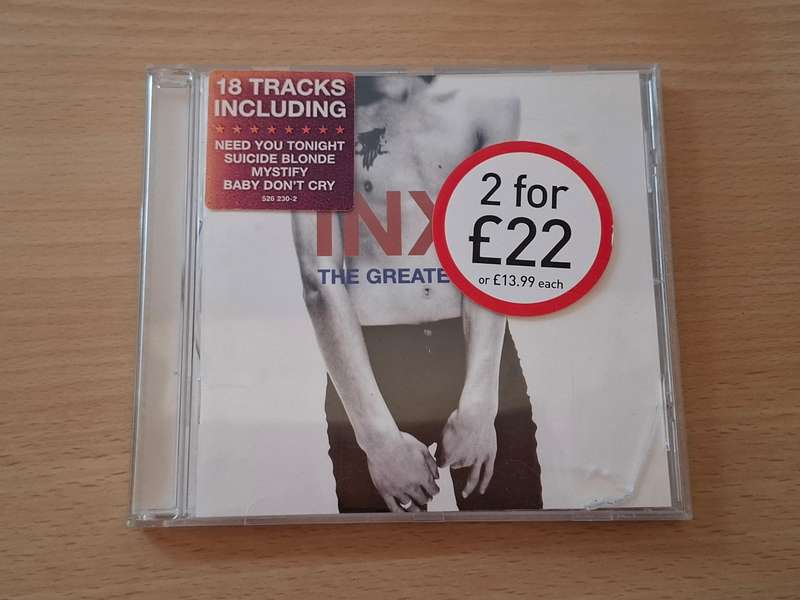 18 TRACKS
INCLUDING
NEED YOU TONIGHT
SUICIDE BLONDE
MYSTIFY
BABY DON'T CRY
526 230-2
INX
THE GREATE
2 for
£22
or £13.99 each